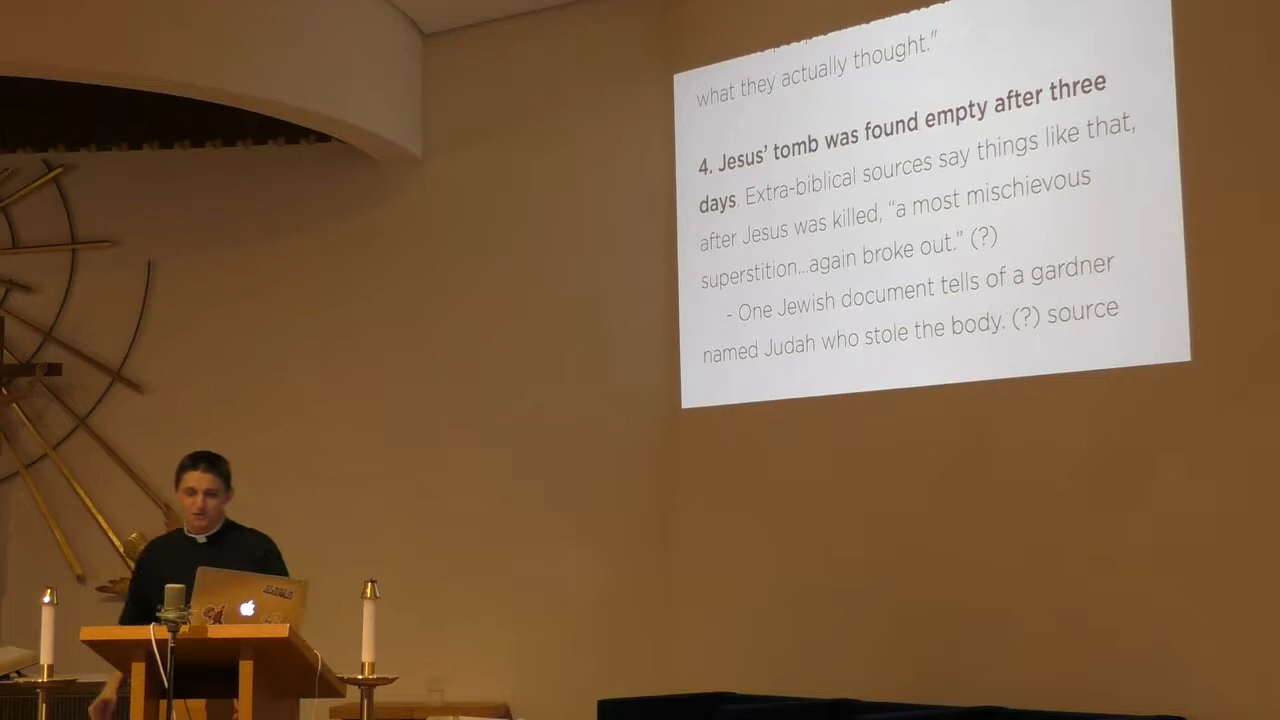 what they actually thought.”
4. Jesus’ tomb was found empty after three
days. Extra-biblical sources say things like that,
after Jesus was killed, “a most mischievous
superstition...again broke out.” (?)
- One Jewish document tells of a gardner
named Judah who stole the body. (?) source